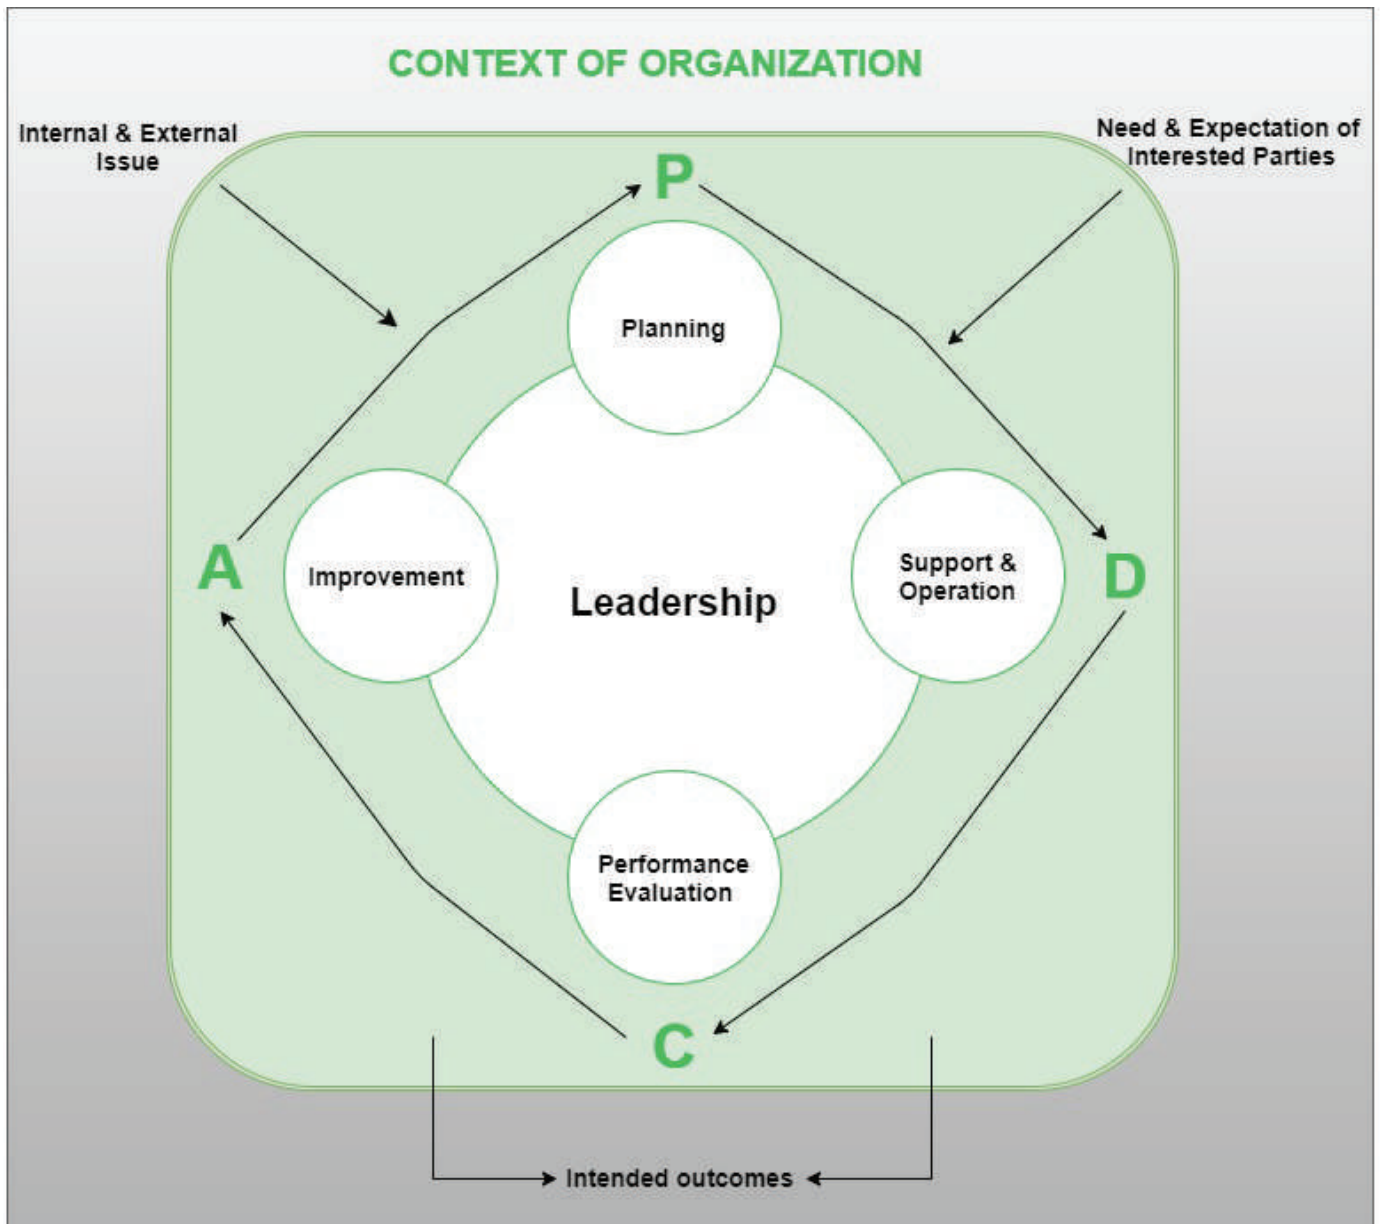 CONTEXT OF ORGANIZATION
Internal & External
Issue
Need & Expectation of
Interested Parties
P
Planning
A
Improvement
Leadership
Support &
Operation
D
Performance
Evaluation
C
Intended outcomes